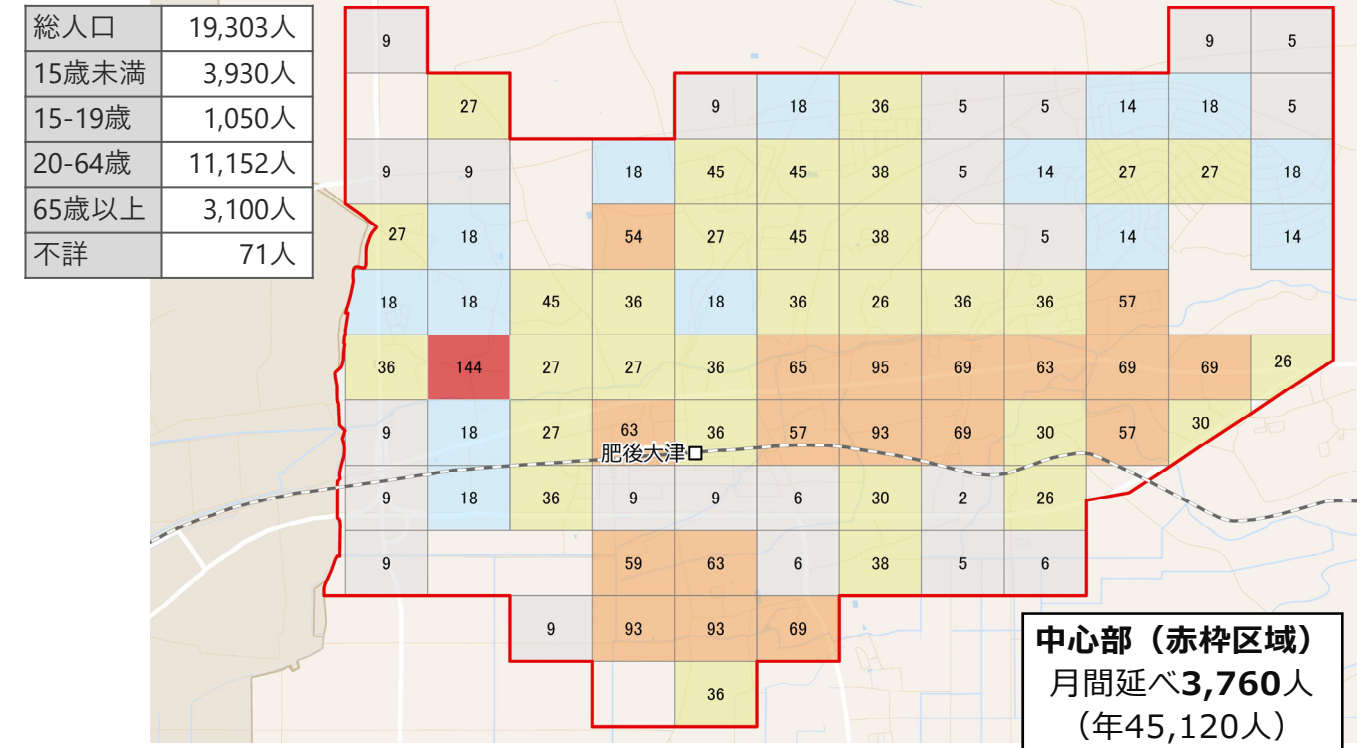 総人口 19,303人
15歳未満 3,930人
15-19歳 1,050人
20-64歳 11,152人
65歳以上 3,100人
不詳 71人
9 9 5
27 9 18 36 5 5 14 18 5
9 9 18 45 45 38 5 14 27 27 18
27 18 54 27 45 38 5 14 14
18 18 45 36 18 36 26 36 36 57
36 144 27 27 36 65 95 69 63 69 69 26
9 18 27 63 36 57 93 69 30 57 30
肥後大津
9 18 36 9 9 6 30 2 26
9 59 63 6 38 5 6
9 93 93 69
36
中心部（赤枠区域）
月間延べ3,760人
（年45,120人）